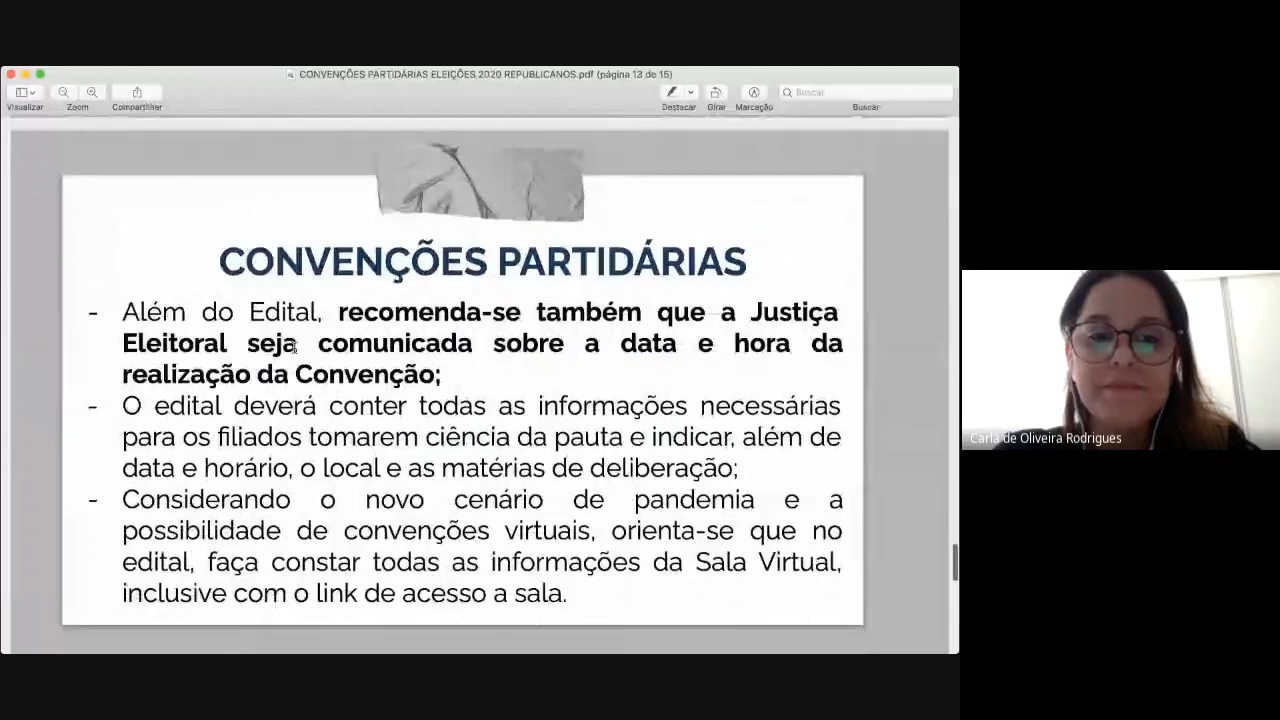 CONVENÇÕES PARTIDÁRIAS ELEIÇÕES 2020 REPUBLICANOS.pdf (página 13 de 15)
Visualizar Zoom Compartilhar Destacar Girar Marcação Buscar
Buscar
CONVENÇÕES PARTIDÁRIAS
- Além do Edital, recomenda-se também que a Justiça
Eleitoral seja comunicada sobre a data e hora da
realização da Convenção;
- O edital deverá conter todas as informações necessárias
para os filiados tomarem ciência da pauta e indicar, além de
data e horário, o local e as matérias de deliberação;
- Considerando o novo cenário de pandemia e a
possibilidade de convenções virtuais, orienta-se que no
edital, faça constar todas as informações da Sala Virtual,
inclusive com o link de acesso a sala.
Carla de Oliveira Rodrigues